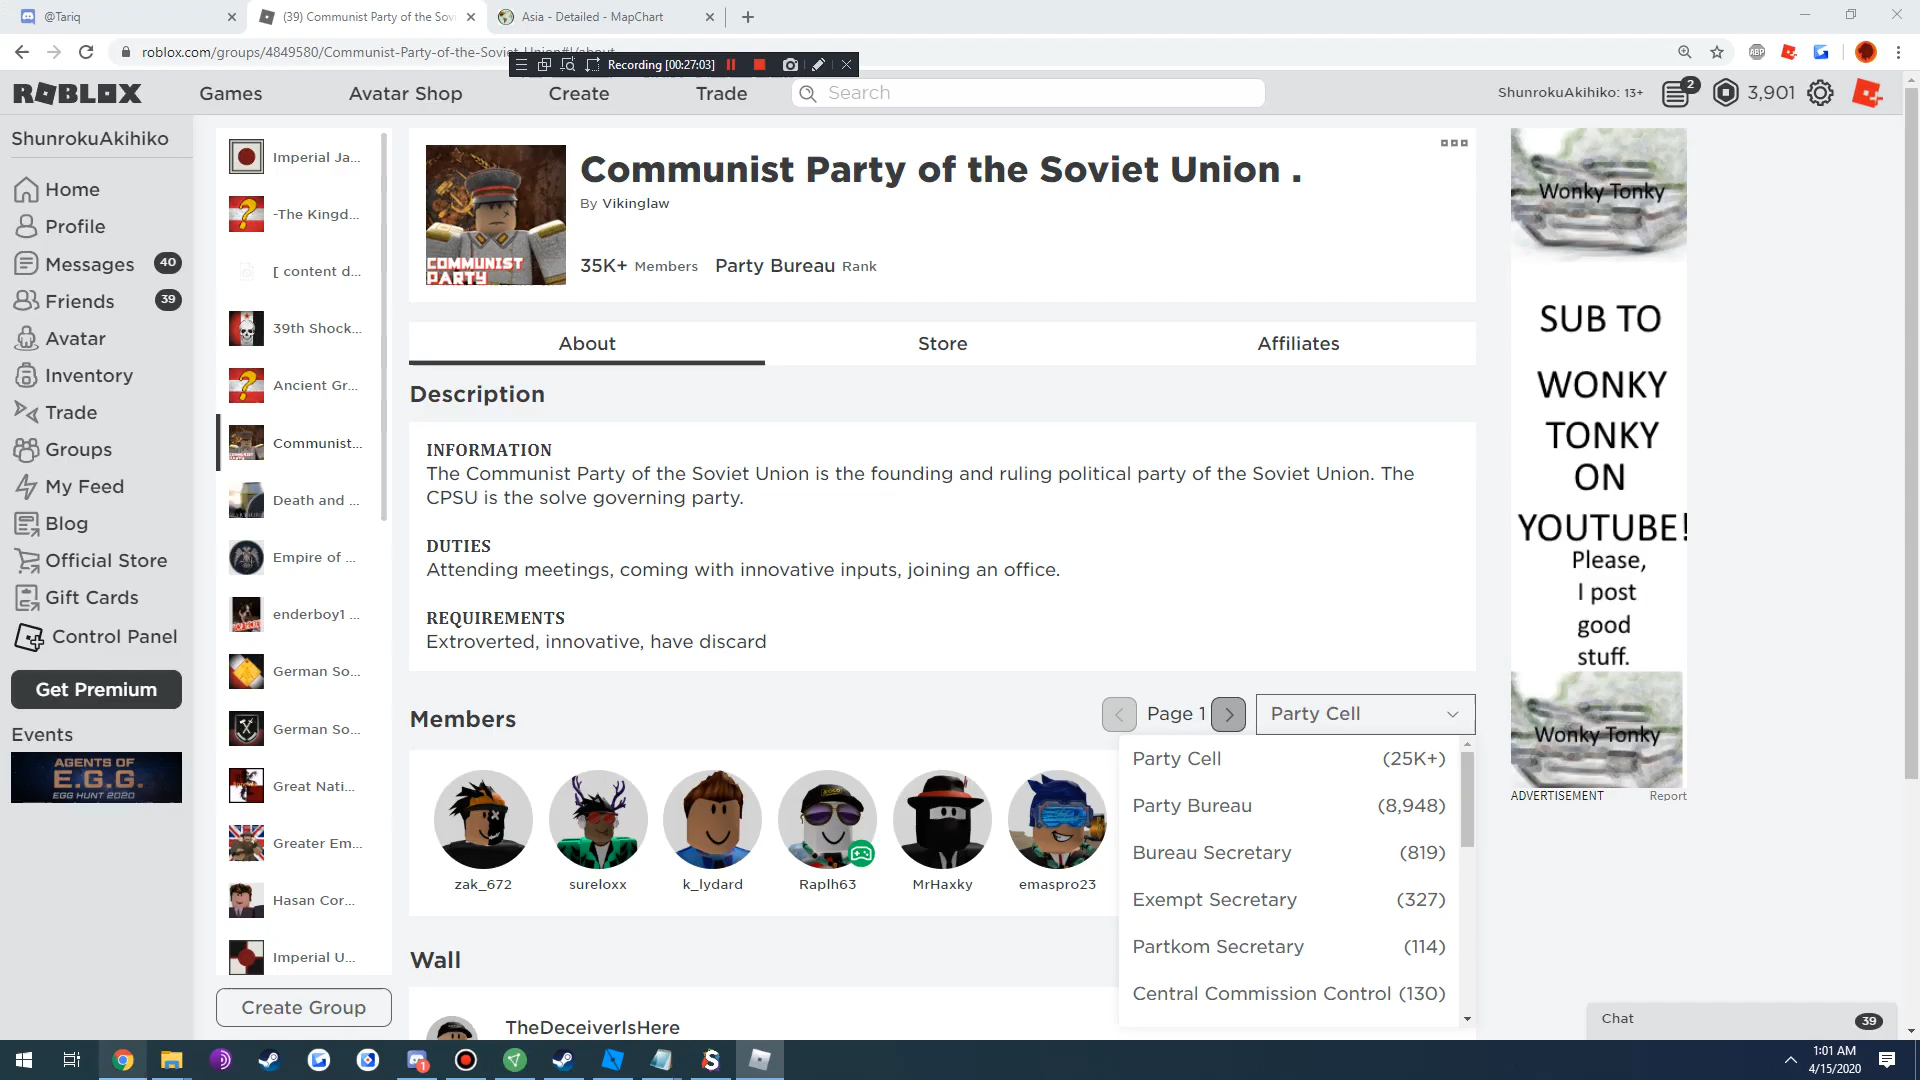 @Tariq
(39) Communist Party of the Sovi
Asia - Detailed - MapChart
roblox.com/groups/4849580/Communist-Party-of-the-Soviet-Union#!/about
Recording [00:27:03]
ROBLOX
Games
Avatar Shop
Create
Trade
Search
ShunrokuAkihiko: 13+
2
3,901
ShunrokuAkihiko
Home
Profile
Messages 40
Friends 39
Avatar
Inventory
Trade
Groups
My Feed
Blog
Official Store
Gift Cards
Control Panel
Get Premium
Events
AGENTS OF
E.G.G.
EGG HUNT 2020
Imperial Ja...
-The Kingd...
[ content d...
39th Shock...
Ancient Gr...
Communist...
Death and ...
Empire of ...
enderboy1 ...
German So...
German So...
Great Nati...
Greater Em...
Hasan Cor...
Imperial U...
Create Group
COMMUNIST
PARTY
Communist Party of the Soviet Union .
By Vikinglaw
35K+ Members Party Bureau Rank
About
Store
Affiliates
Description
INFORMATION
The Communist Party of the Soviet Union is the founding and ruling political party of the Soviet Union. The
CPSU is the solve governing party.
DUTIES
Attending meetings, coming with innovative inputs, joining an office.
REQUIREMENTS
Extroverted, innovative, have discard
Members
Page 1
Party Cell
zak_672
sureloxx
k_lydard
Raplh63
MrHaxky
emaspro23
Party Cell (25K+)
Party Bureau (8,948)
Bureau Secretary (819)
Exempt Secretary (327)
Partkom Secretary (114)
Central Commission Control (130)
Wall
TheDeceiverIsHere
Wonky Tonky
SUB TO
WONKY
TONKY
ON
YOUTUBE!
Please,
I post
good
stuff.
Wonky Tonky
ADVERTISEMENT Report
Chat 39
1
1:01 AM
4/15/2020